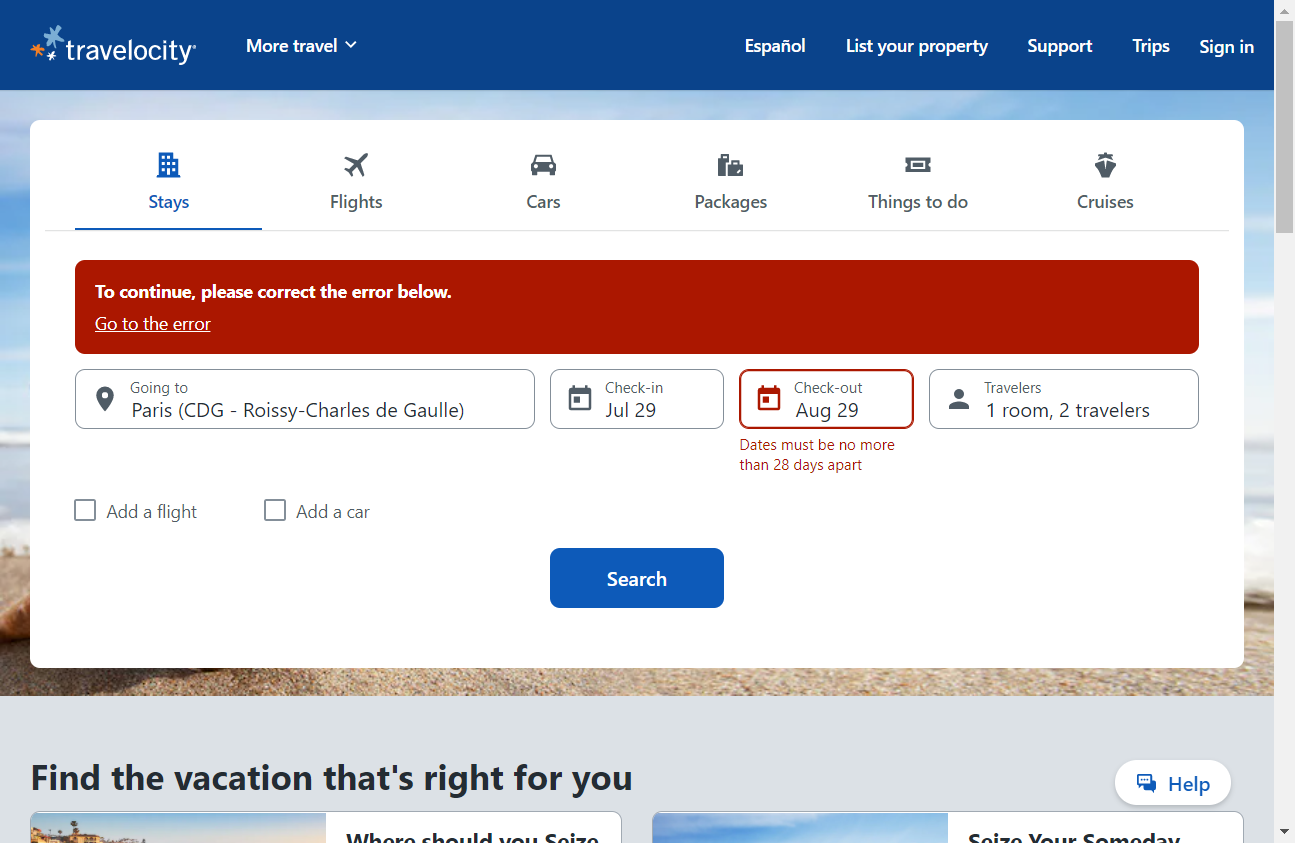 travelocity
More travel
Español
List your property
Support
Trips
Sign in
Stays
Flights
Cars
Packages
Things to do
Cruises
To continue, please correct the error below.
Go to the error
Going to
Paris (CDG - Roissy-Charles de Gaulle)
Check-in
Jul 29
Check-out
Aug 29
Travelers
1 room, 2 travelers
Dates must be no more
than 28 days apart
Add a flight
Add a car
Search
Find the vacation that's right for you
Help
Where should you Seize
Seize Your Someday